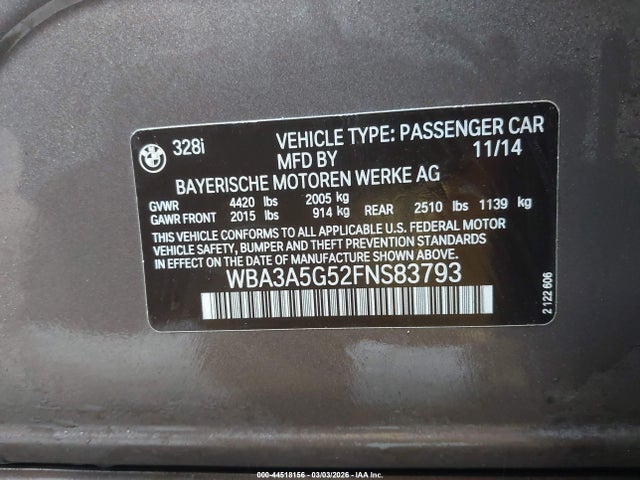 328i VEHICLE TYPE: PASSENGER CAR
MFD BY 11/14
BAYERISCHE MOTOREN WERKE AG
GVWR 4420 lbs 2005 kg
GAWR FRONT 2015 lbs 914 kg REAR 2510 lbs 1139 kg
THIS VEHICLE CONFORMS TO ALL APPLICABLE U.S. FEDERAL MOTOR
VEHICLE SAFETY, BUMPER AND THEFT PREVENTION STANDARDS
IN EFFECT ON THE DATE OF MANUFACTURE SHOWN ABOVE.
WBA3A5G52FNS83793
2 122 606
000-44518156 - 03/03/2026 - IAA Inc.